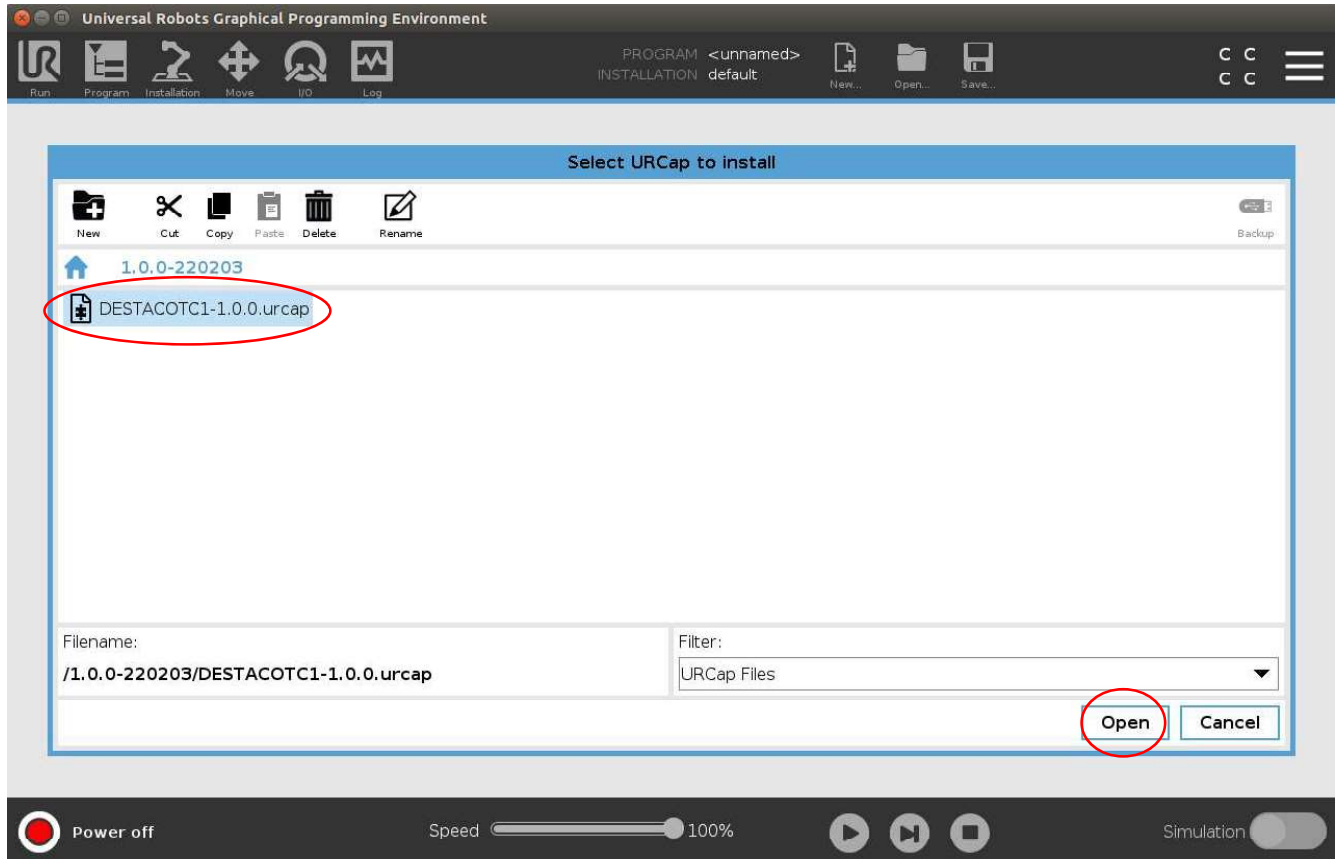 Universal Robots Graphical Programming Environment
PROGRAM <unnamed>
INSTALLATION default
C C
C C
Run Program Installation Move I/O Log New... Open... Save...
Select URCap to install
New Cut Copy Paste Delete Rename Backup
1.0.0-220203
DESTACOTC1-1.0.0.urcap
Filename: Filter:
/1.0.0-220203/DESTACOTC1-1.0.0.urcap URCap Files
Open Cancel
Power off Speed 100% Simulation